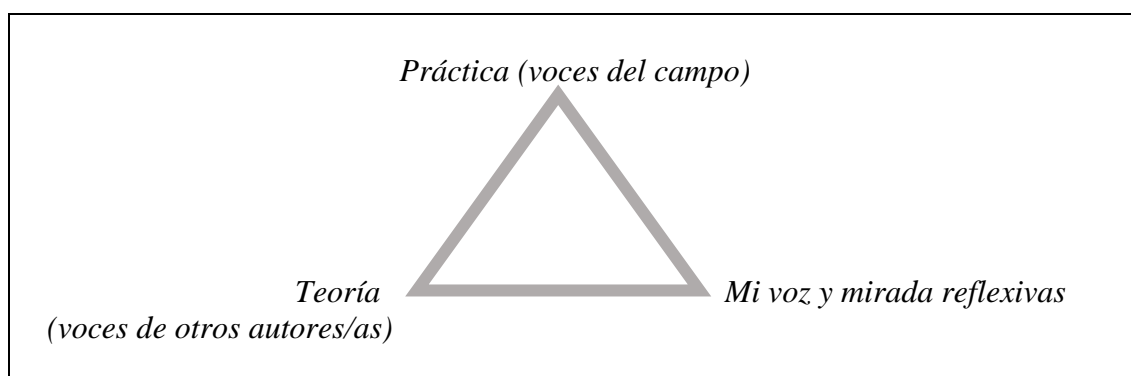 Práctica (voces del campo)
Teoría
Mi voz y mirada reflexivas
(voces de otros autores/as)